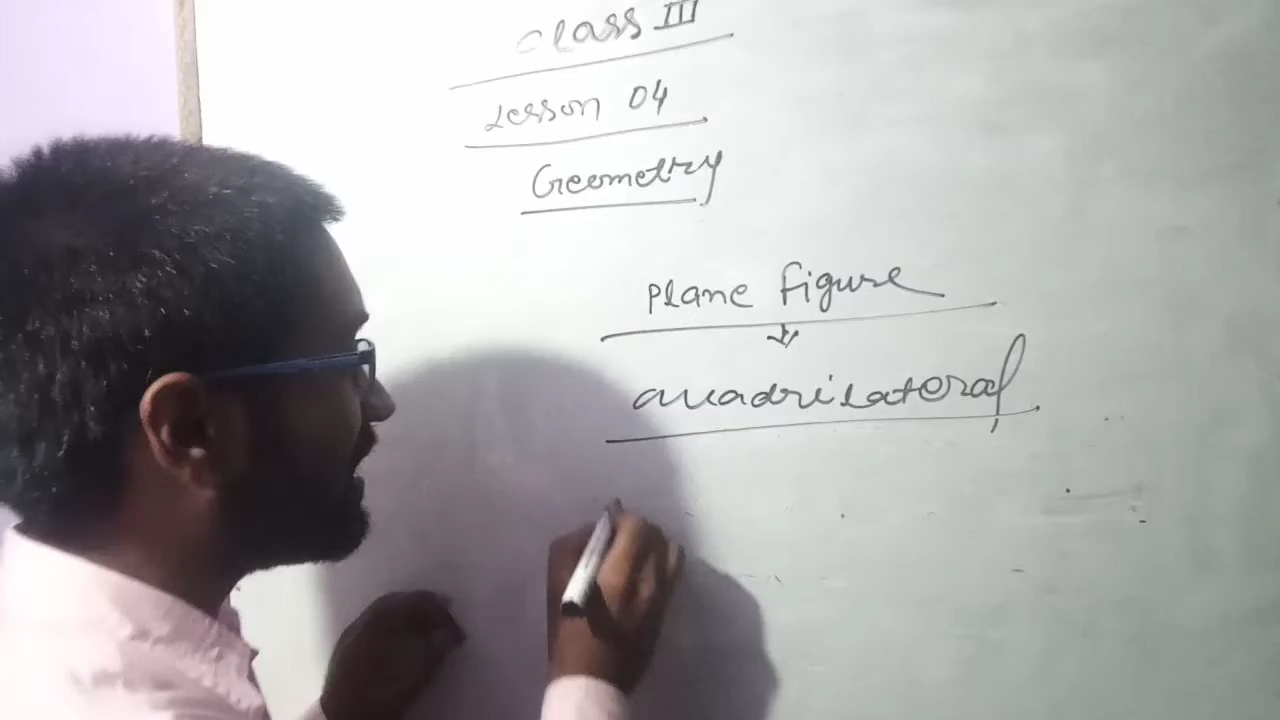 Class III
Lesson 04
Geometry
Plane figure
Quadrilateral